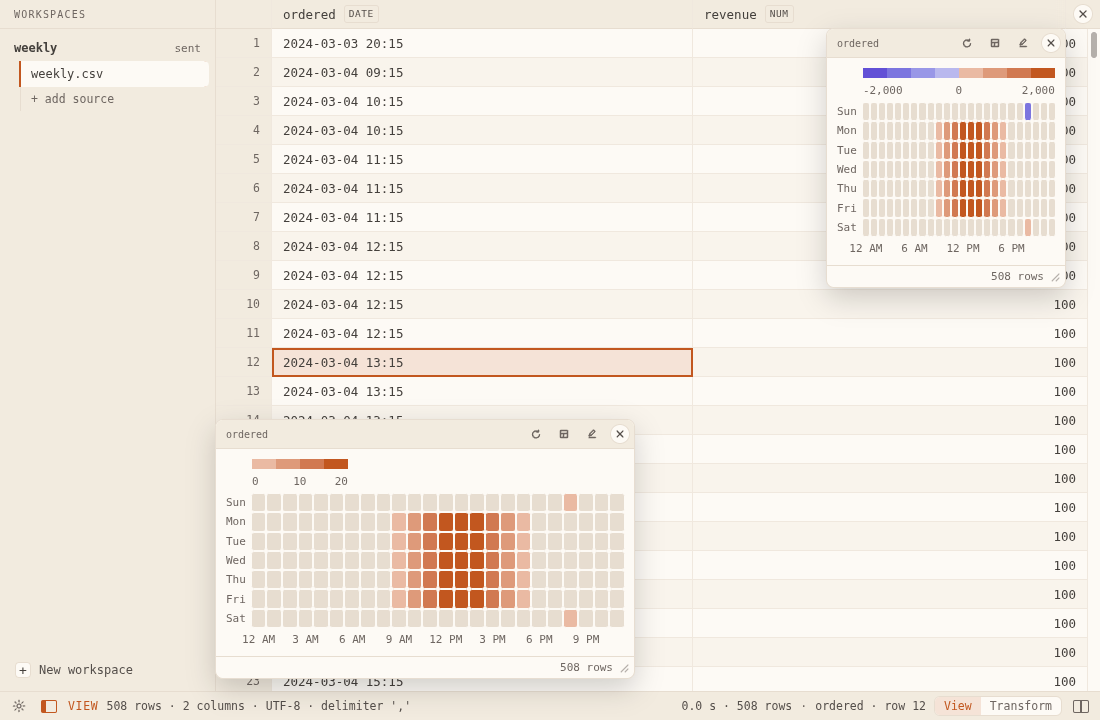 WORKSPACES
weekly sent
weekly.csv
+ add source
+ New workspace
ordered DATE revenue NUM
1 2024-03-03 20:15
2 2024-03-04 09:15
3 2024-03-04 10:15
4 2024-03-04 10:15
5 2024-03-04 11:15
6 2024-03-04 11:15
7 2024-03-04 11:15
8 2024-03-04 12:15
9 2024-03-04 12:15
10 2024-03-04 12:15 100
11 2024-03-04 12:15 100
12 2024-03-04 13:15 100
13 2024-03-04 13:15 100
100
100
100
100
100
100
100
100
100
23 2024-03-04 15:15 100
ordered
-2,000 0 2,000
Sun
Mon
Tue
Wed
Thu
Fri
Sat
12 AM 6 AM 12 PM 6 PM
508 rows
ordered
0 10 20
Sun
Mon
Tue
Wed
Thu
Fri
Sat
12 AM 3 AM 6 AM 9 AM 12 PM 3 PM 6 PM 9 PM
508 rows
VIEW 508 rows · 2 columns · UTF-8 · delimiter ','
0.0 s · 508 rows · ordered · row 12 View Transform